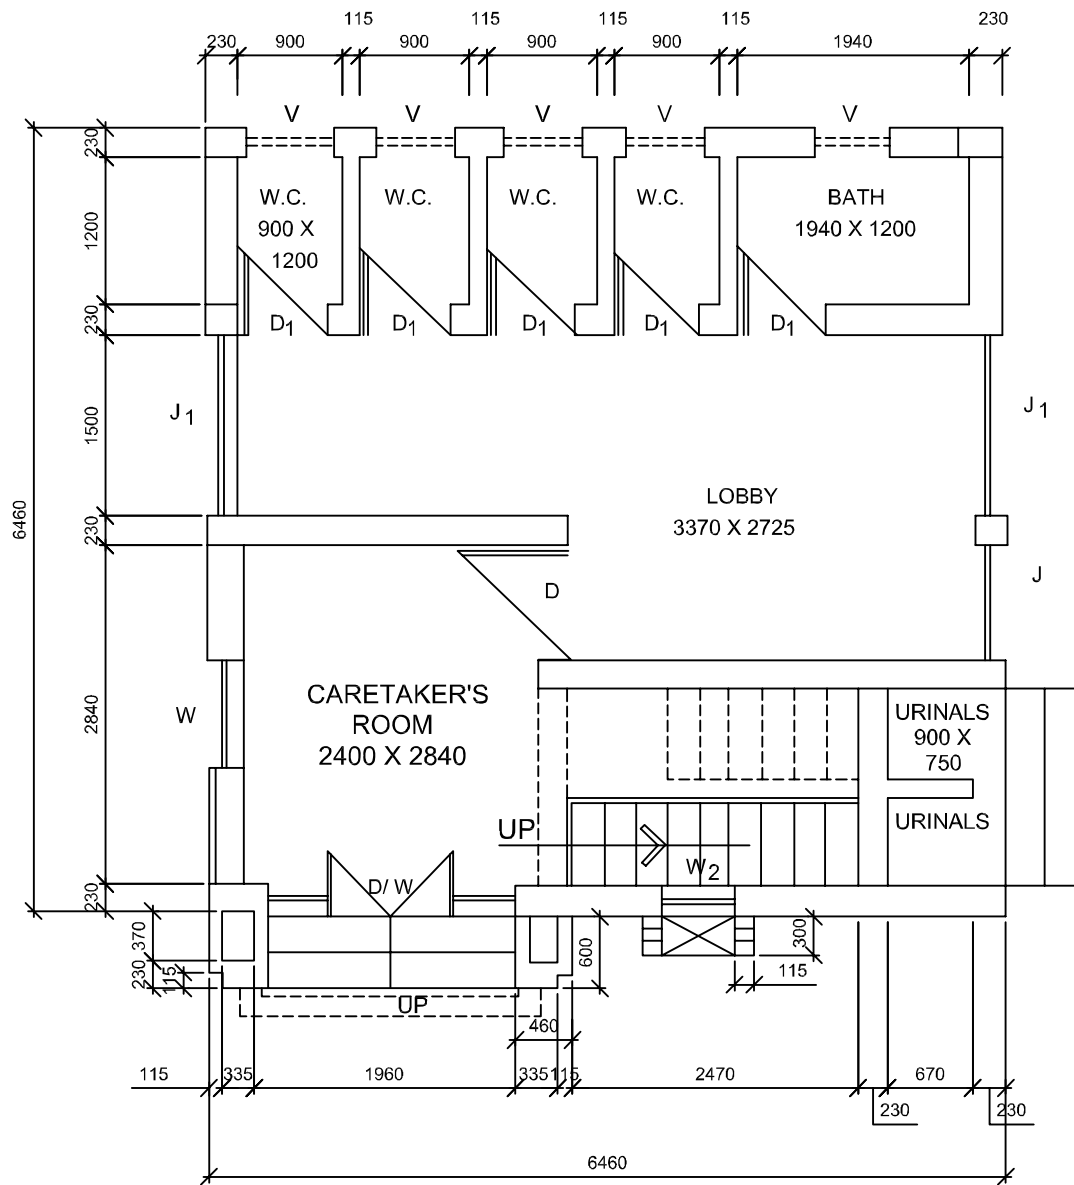 115
115
115
115
230
230
900
900
900
900
1940
V
V
V
V
V
230
W.C.
W.C.
W.C.
W.C.
BATH
900 X
1200
1940 X 1200
1200
230
D1
D1
D1
D1
D1
J1
J1
1500
6460
LOBBY
3370 X 2725
230
D
J
CARETAKER'S
ROOM
2400 X 2840
W
2840
URINALS
900 X
750
URINALS
UP
W2
D/ W
230
370
230
115
600
300
115
UP
460
115
335
1960
335
115
2470
670
230
230
6460